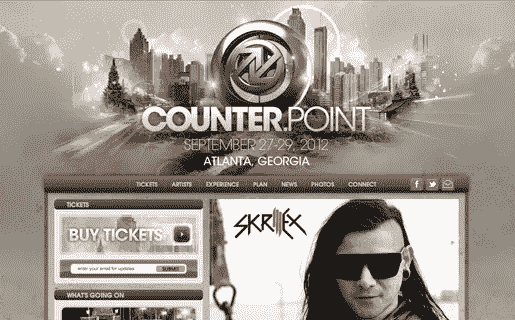 COUNTER.POINT
SEPTEMBER 27-29, 2012
ATLANTA, GEORGIA
TICKETS ARTISTS EXPERIENCE PLAN NEWS PHOTOS CONNECT
TICKETS
BUY TICKETS
enter your email for updates SUBMIT
SKRILLEX
WHAT'S GOING ON